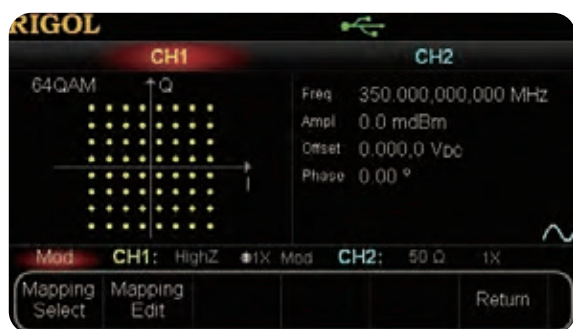 RIGOL
CH1 CH2
64QAM Q
I
Freq 350.000,000,000 MHz
Ampl 0.0 mdBm
Offset 0.000,0 VDC
Phase 0.00 °
Mod CH1: HighZ 1X Mod CH2: 50 Ω 1X
Mapping Select
Mapping Edit
Return